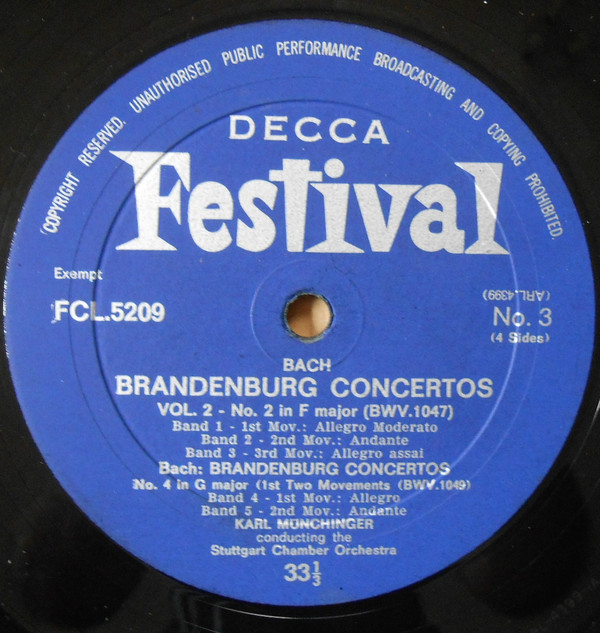 COPYRIGHT RESERVED. UNAUTHORISED PUBLIC PERFORMANCE BROADCASTING AND COPYING PROHIBITED.
DECCA
Festival
Exempt
FCL.5209
(ARL.4399)
No. 3
(4 Sides)
BACH
BRANDENBURG CONCERTOS
VOL. 2 - No. 2 in F major (BWV.1047)
Band 1 - 1st Mov.: Allegro Moderato
Band 2 - 2nd Mov.: Andante
Band 3 - 3rd Mov.: Allegro assai
Bach: BRANDENBURG CONCERTOS
No. 4 in G major (1st Two Movements (BWV.1049)
Band 4 - 1st Mov.: Allegro
Band 5 - 2nd Mov.: Andante
KARL MÜNCHINGER
conducting the
Stuttgart Chamber Orchestra
33⅓